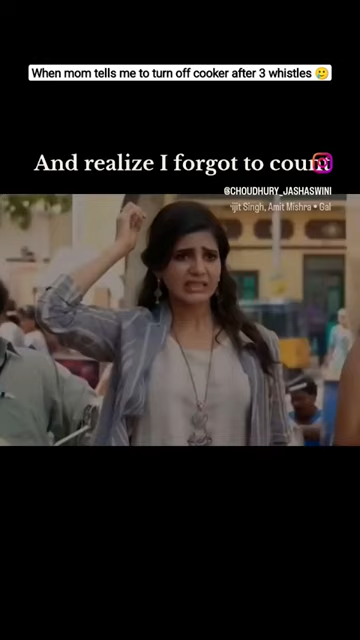 When mom tells me to turn off cooker after 3 whistles 🥲
And realize I forgot to count
@CHOUDHURY_JASHASWINI
Singh, Amit Mishra • Gal